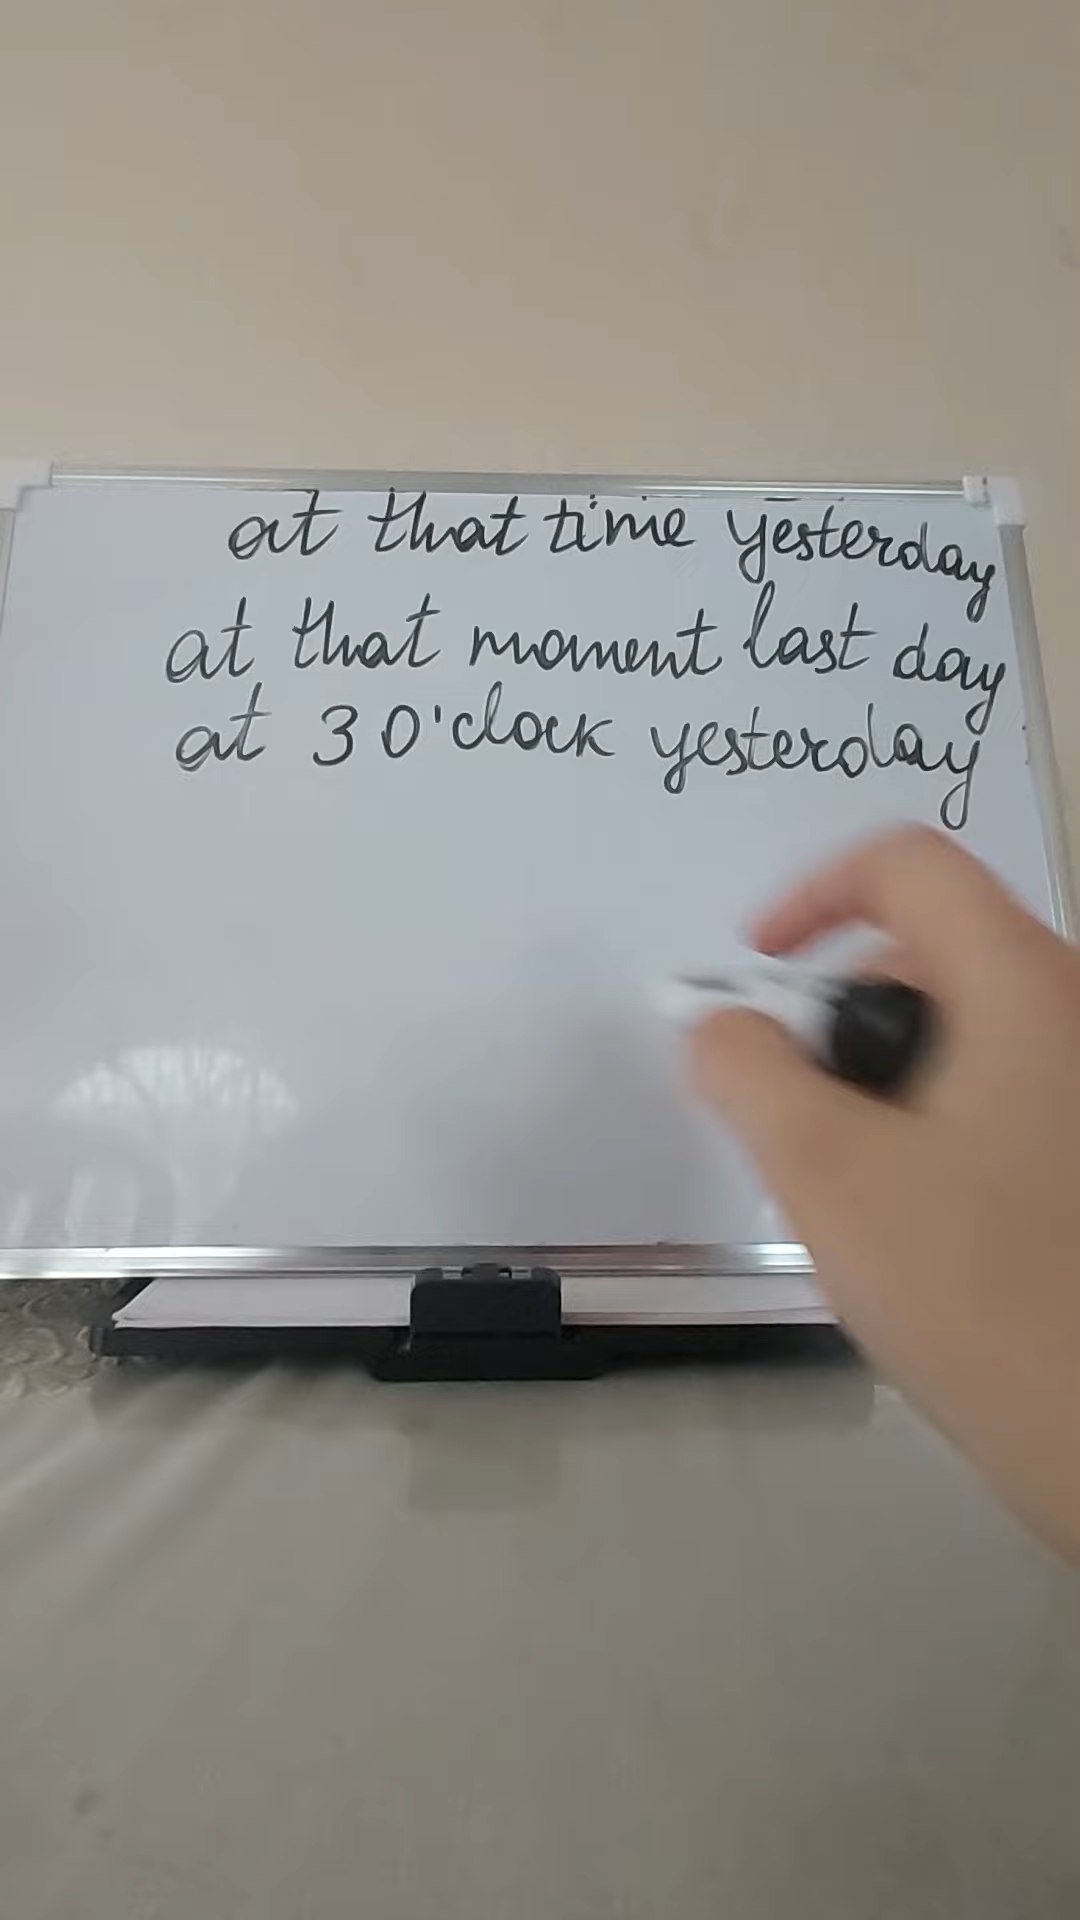 at that time yesterday
at that moment last day
at 3 O'clock yesterday